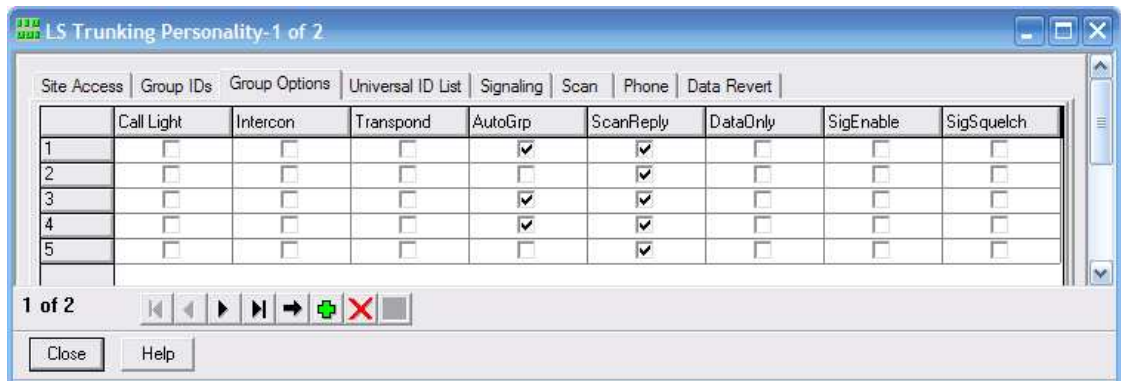 LS Trunking Personality-1 of 2
Site Access Group IDs Group Options Universal ID List Signaling Scan Phone Data Revert
Call Light Intercon Transpond AutoGrp ScanReply DataOnly SigEnable SigSquelch
1
2
3
4
5
1 of 2
Close Help